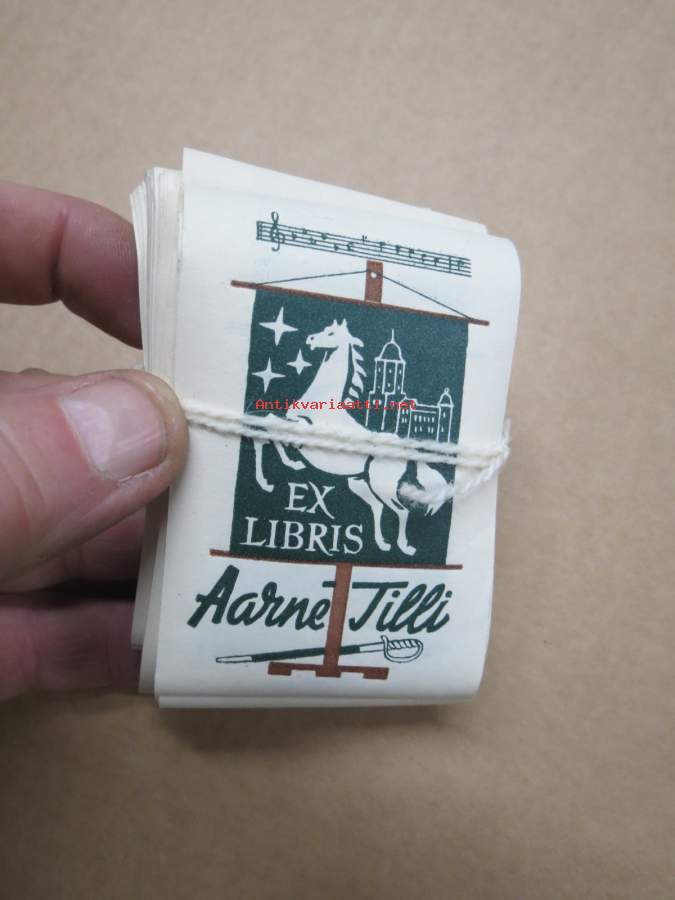 Antikvariaatti.net
EX
LIBRIS
Aarne Tilli